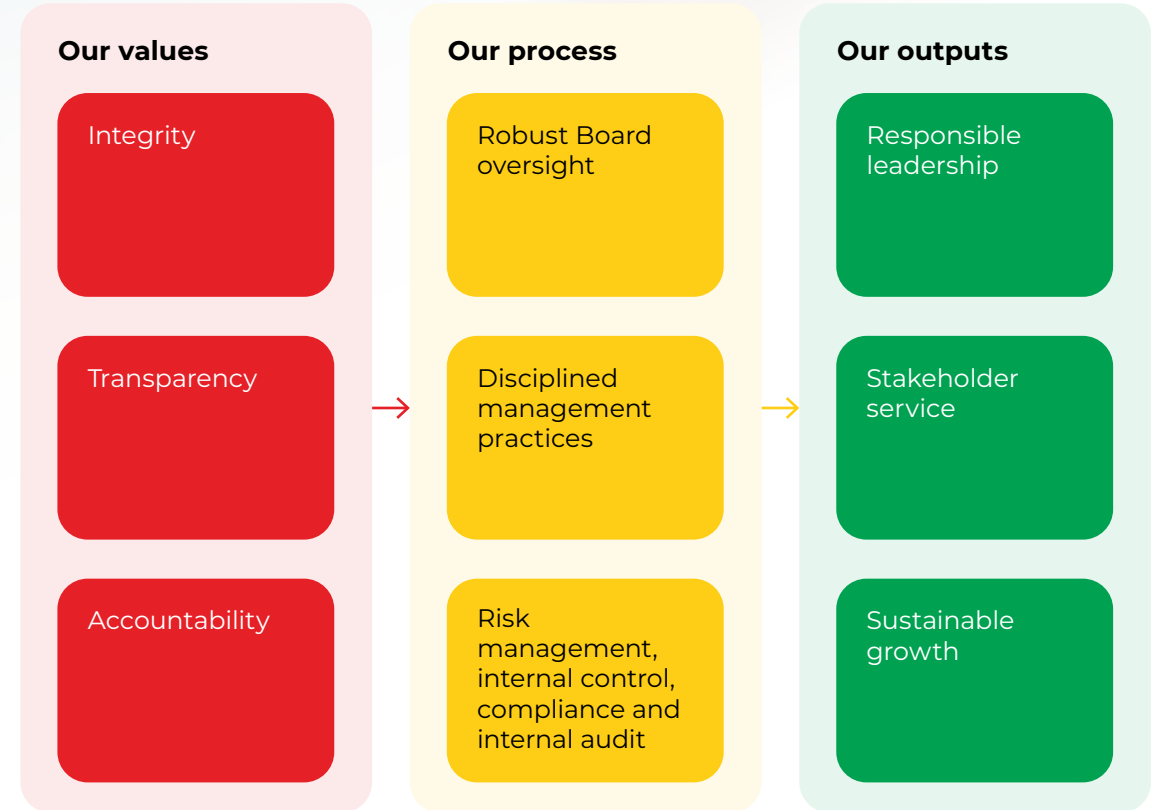 Our values
Integrity
Transparency
Accountability
Our process
Robust Board
oversight
Disciplined
management
practices
Risk
management,
internal control,
compliance and
internal audit
Our outputs
Responsible
leadership
Stakeholder
service
Sustainable
growth